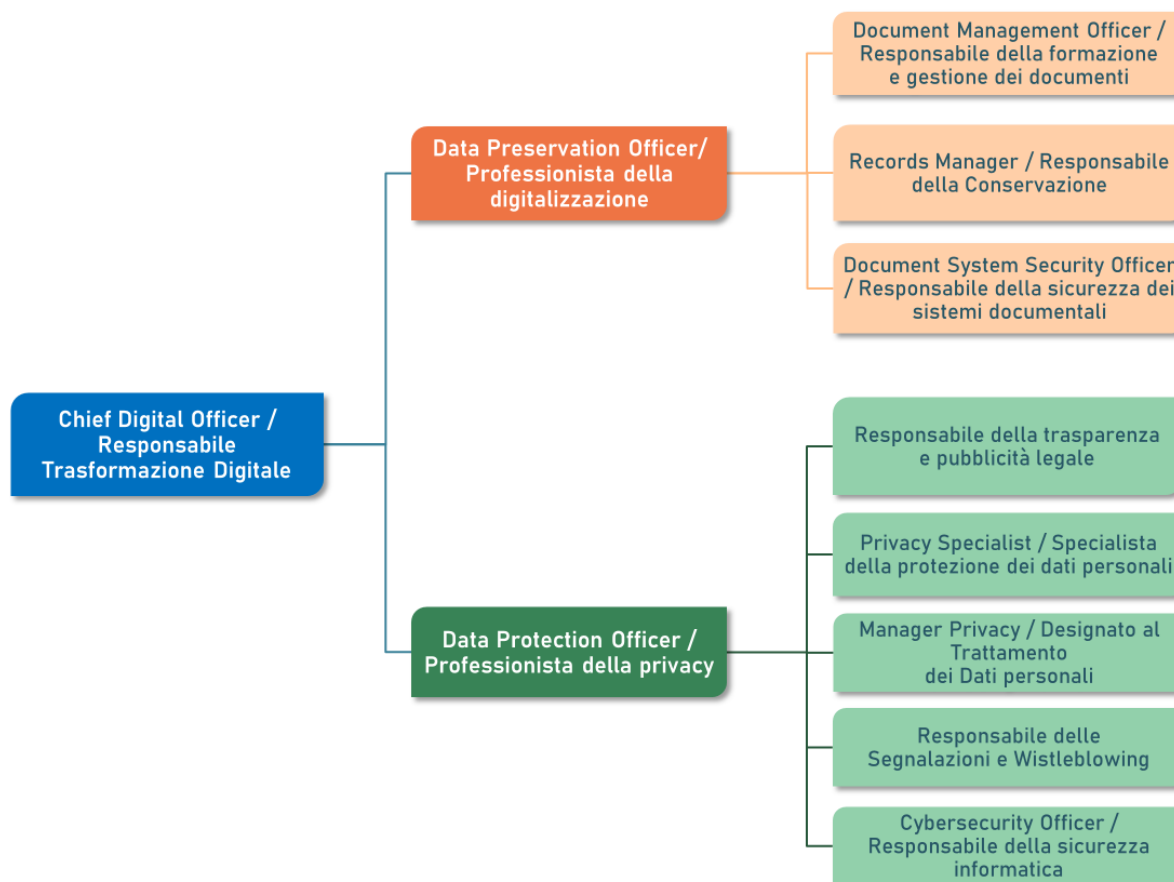 Document Management Officer /
Responsabile della formazione
e gestione dei documenti
Data Preservation Officer/
Professionista della
digitalizzazione
Records Manager / Responsabile
della Conservazione
Document System Security Officer
/ Responsabile della sicurezza dei
sistemi documentali
Chief Digital Officer /
Responsabile
Trasformazione Digitale
Responsabile della trasparenza
e pubblicità legale
Privacy Specialist / Specialista
della protezione dei dati personali
Data Protection Officer /
Professionista della privacy
Manager Privacy / Designato al
Trattamento
dei Dati personali
Responsabile delle
Segnalazioni e Wistleblowing
Cybersecurity Officer /
Responsabile della sicurezza
informatica